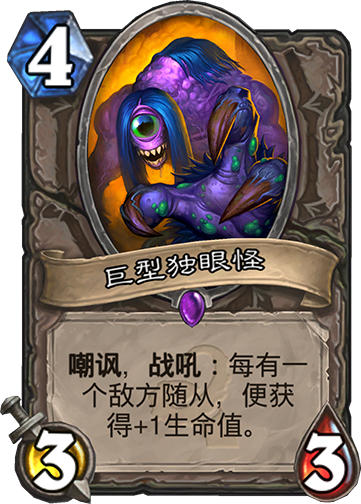 4
巨型独眼怪
嘲讽，战吼：每有一
个敌方随从，便获
得+1生命值。
3
3